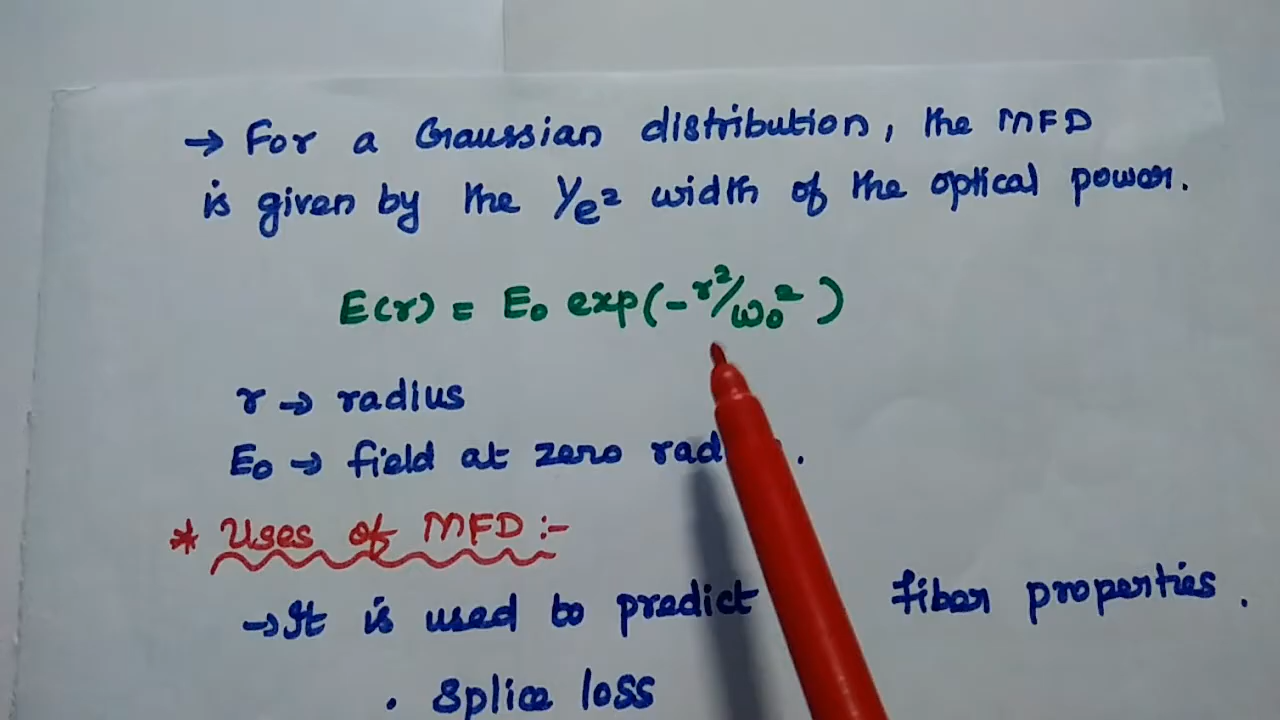 → For a Gaussian distribution, the MFD
is given by the 1/e² width of the optical power.
E(r) = E₀ exp(-r²/ω₀²)
r → radius
E₀ → field at zero rad
* Uses of MFD :-
→ It is used to predict fiber properties.
. Splice loss